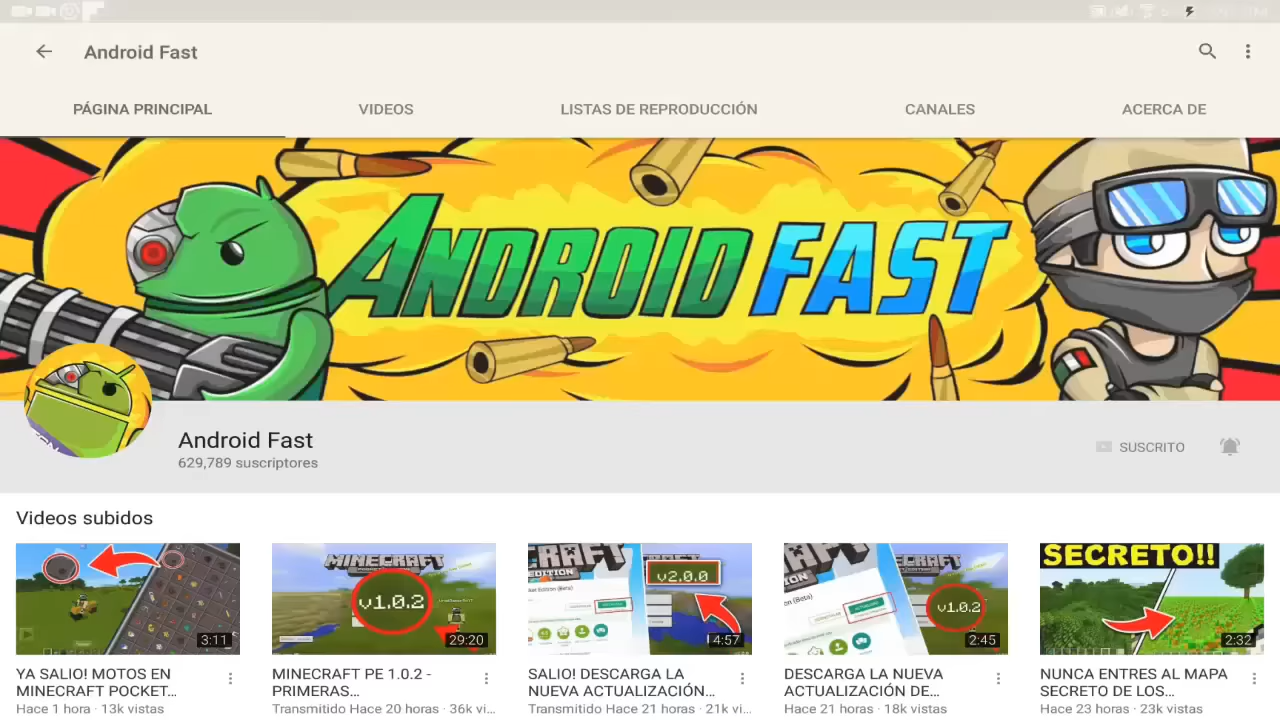 Android Fast
PÁGINA PRINCIPAL
VIDEOS
LISTAS DE REPRODUCCIÓN
CANALES
ACERCA DE
ANDROID FAST
Android Fast
629,789 suscriptores
SUSCRITO
Videos subidos
3:11
MINECRAFT
v1.0.2
29:20
CRAFT
EDITION
v2.0.0
4:57
CRAFT
v1.0.2
2:45
SECRETO!!
2:32
YA SALIO! MOTOS EN
MINECRAFT POCKET...
Hace 1 hora · 13k vistas
MINECRAFT PE 1.0.2 -
PRIMERAS...
Transmitido Hace 20 horas · 36k vi...
SALIO! DESCARGA LA
NUEVA ACTUALIZACIÓN...
Transmitido Hace 21 horas · 21k vi...
DESCARGA LA NUEVA
ACTUALIZACIÓN DE...
Hace 21 horas · 18k vistas
NUNCA ENTRES AL MAPA
SECRETO DE LOS...
Hace 23 horas · 23k vistas